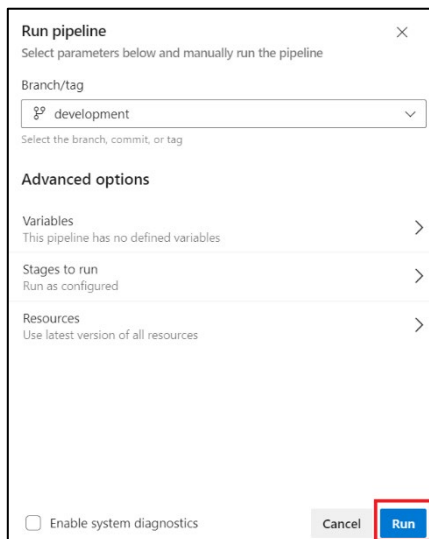 Run pipeline
Select parameters below and manually run the pipeline
Branch/tag
development
Select the branch, commit, or tag
Advanced options
Variables
This pipeline has no defined variables
Stages to run
Run as configured
Resources
Use latest version of all resources
Enable system diagnostics
Cancel
Run